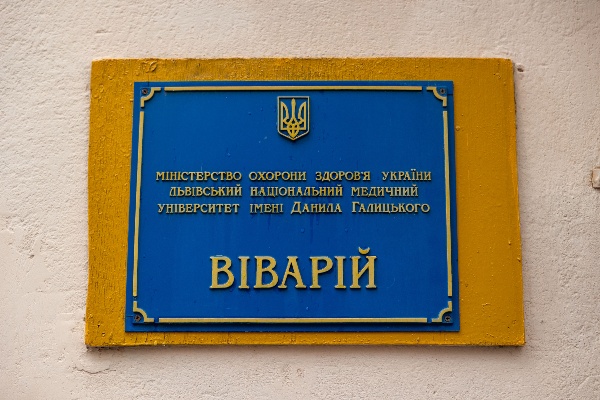 МІНІСТЕРСТВО ОХОРОНИ ЗДОРОВ'Я УКРАЇНИ
ЛЬВІВСЬКИЙ НАЦІОНАЛЬНИЙ МЕДИЧНИЙ
УНІВЕРСИТЕТ ІМЕНІ ДАНИЛА ГАЛИЦЬКОГО
ВІВАРІЙ